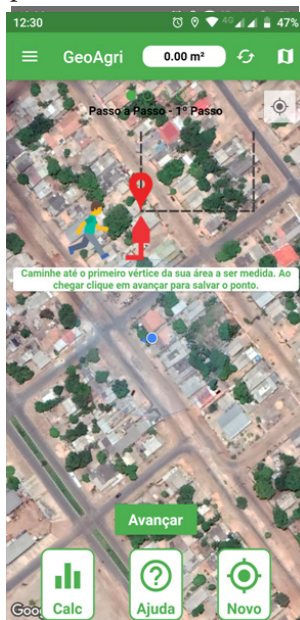 12:30 4G 47%
GeoAgri 0.00 m²
Passo a Passo - 1º Passo
Caminhe até o primeiro vértice da sua área a ser medida. Ao
chegar clique em avançar para salvar o ponto.
Avançar
Calc Ajuda Novo